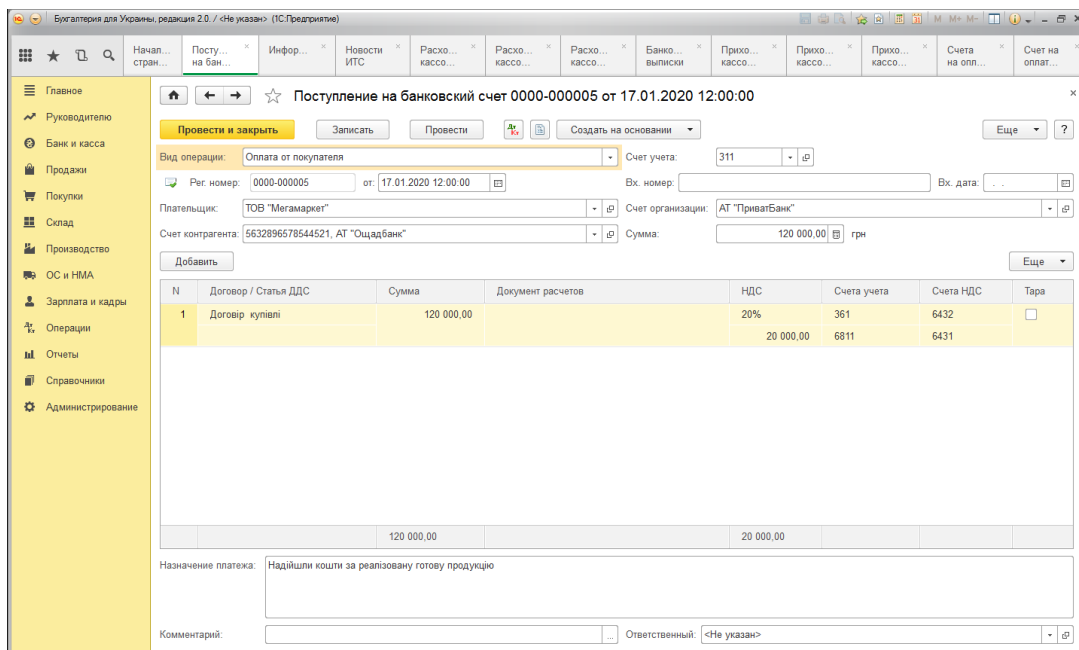 Бухгалтерия для Украины, редакция 2.0. / <Не указан> (1С:Предприятие)
M M+ M-
Начал... стран...
Посту... на бан...
Инфор...
Новости ИТС
Расхо... кассо...
Расхо... кассо...
Расхо... кассо...
Банко... выписки
Прихо... кассо...
Прихо... кассо...
Прихо... кассо...
Счета на опл...
Счет на оплат...
Главное
Руководителю
Банк и касса
Продажи
Покупки
Склад
Производство
ОС и НМА
Зарплата и кадры
Операции
Отчеты
Справочники
Администрирование
Поступление на банковский счет 0000-000005 от 17.01.2020 12:00:00
Провести и закрыть Записать Провести Дт Кт Создать на основании Еще ?
Вид операции: Оплата от покупателя Счет учета: 311
Рег. номер: 0000-000005 от: 17.01.2020 12:00:00 Вх. номер: Вх. дата: . .
Плательщик: ТОВ "Мегамаркет" Счет организации: АТ "ПриватБанк"
Счет контрагента: 5632896578544521, АТ "Ощадбанк" Сумма: 120 000,00 грн
Добавить Еще
N Договор / Статья ДДС Сумма Документ расчетов НДС Счета учета Счета НДС Тара
1 Договір купівлі 120 000,00 20% 361 6432
20 000,00 6811 6431
120 000,00 20 000,00
Назначение платежа: Надійшли кошти за реалізовану готову продукцію
Комментарий: ... Ответственный: <Не указан>